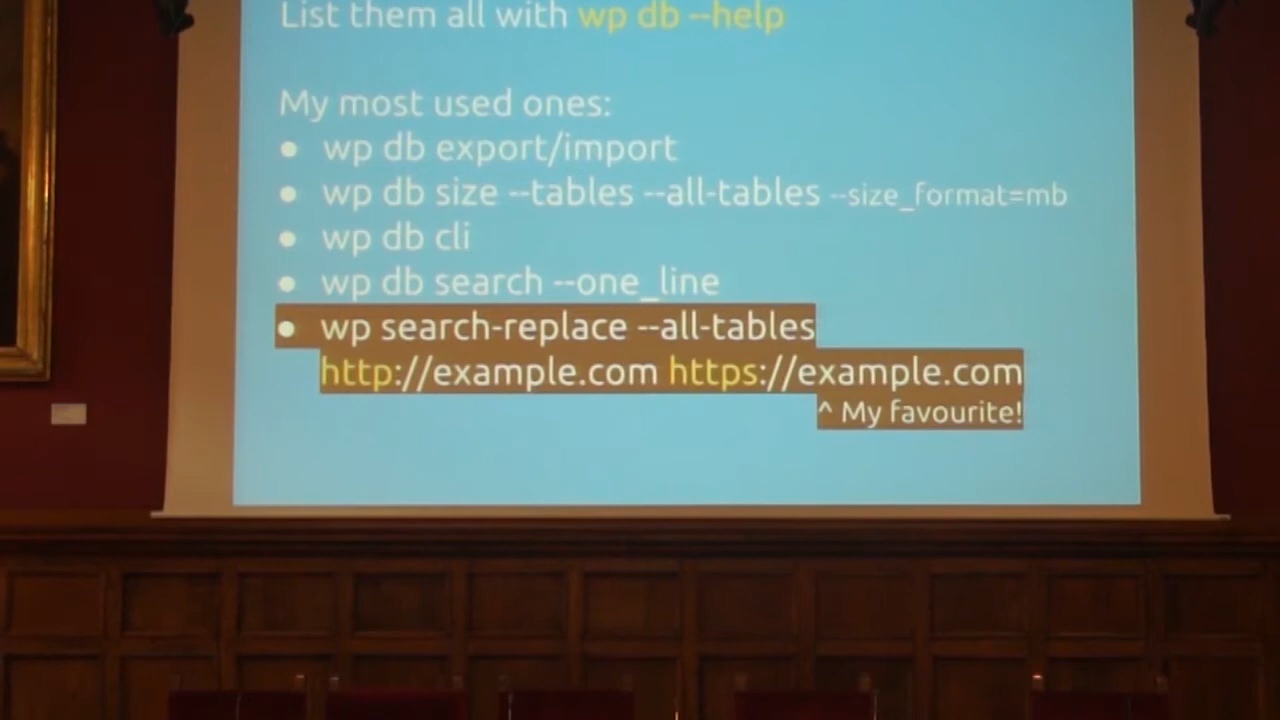 List them all with wp db --help
My most used ones:
● wp db export/import
● wp db size --tables --all-tables --size_format=mb
● wp db cli
● wp db search --one_line
● wp search-replace --all-tables
http://example.com https://example.com
^ My favourite!